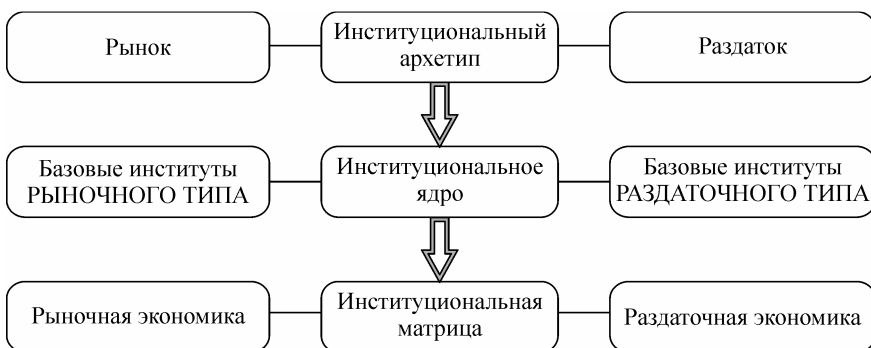 Рынок
Институциональный
архетип
Раздаток
Базовые институты
РЫНОЧНОГО ТИПА
Институциональное
ядро
Базовые институты
РАЗДАТОЧНОГО ТИПА
Рыночная экономика
Институциональная
матрица
Раздаточная экономика